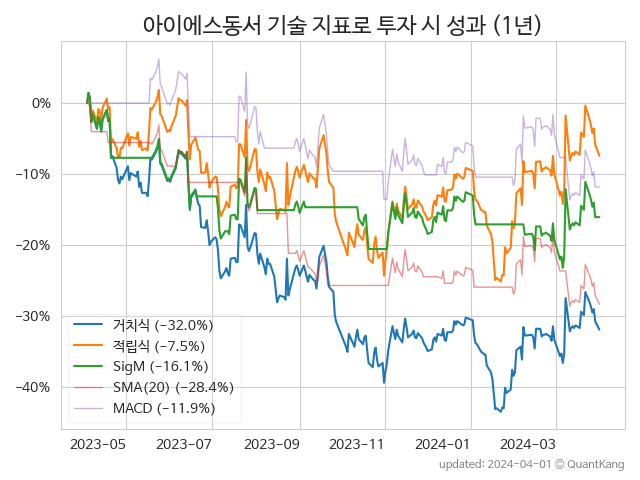 아이에스동서 기술 지표로 투자 시 성과 (1년)
0%
−10%
−20%
−30%
−40%
거치식 (−32.0%)
적립식 (−7.5%)
SigM (−16.1%)
SMA(20) (−28.4%)
MACD (−11.9%)
2023−05 2023−07 2023−09 2023−11 2024−01 2024−03
updated: 2024−04−01 © QuantKang